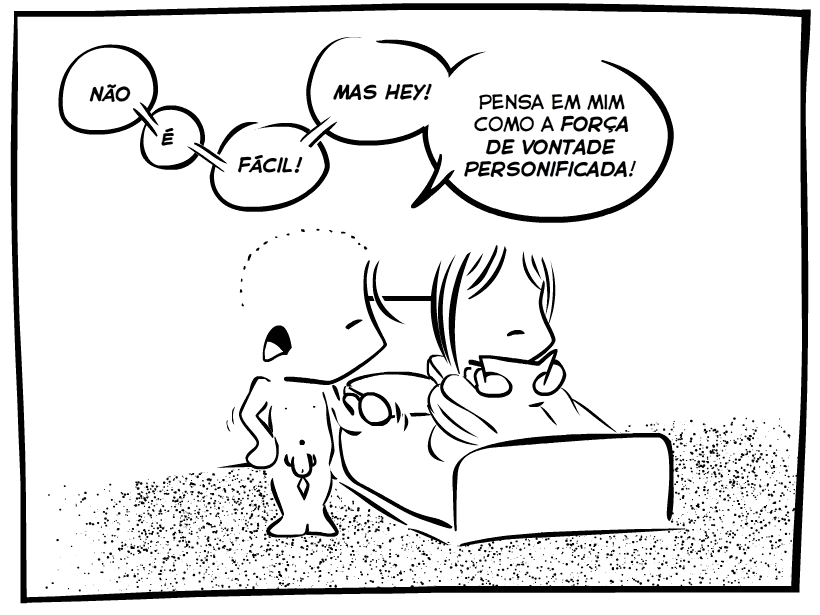 NÃO
É
FÁCIL!
MAS HEY!
PENSA EM MIM
COMO A FORÇA
DE VONTADE
PERSONIFICADA!